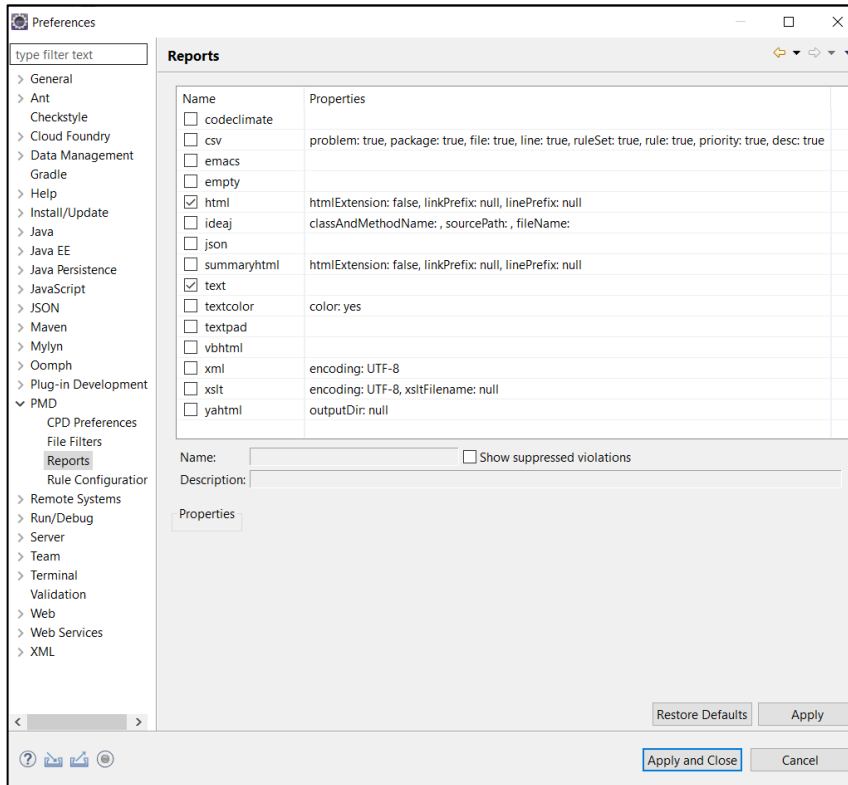 Preferences
type filter text
Reports
General
Ant
Checkstyle
Cloud Foundry
Data Management
Gradle
Help
Install/Update
Java
Java EE
Java Persistence
JavaScript
JSON
Maven
Mylyn
Oomph
Plug-in Development
PMD
CPD Preferences
File Filters
Reports
Rule Configuration
Remote Systems
Run/Debug
Server
Team
Terminal
Validation
Web
Web Services
XML
Name Properties
codeclimate
csv problem: true, package: true, file: true, line: true, ruleSet: true, rule: true, priority: true, desc: true
emacs
empty
html htmlExtension: false, linkPrefix: null, linePrefix: null
ideaj classAndMethodName: , sourcePath: , fileName:
json
summaryhtml htmlExtension: false, linkPrefix: null, linePrefix: null
text
textcolor color: yes
textpad
vbhtml
xml encoding: UTF-8
xslt encoding: UTF-8, xsltFilename: null
yahtml outputDir: null
Name: Show suppressed violations
Description:
Properties
Restore Defaults Apply
Apply and Close Cancel